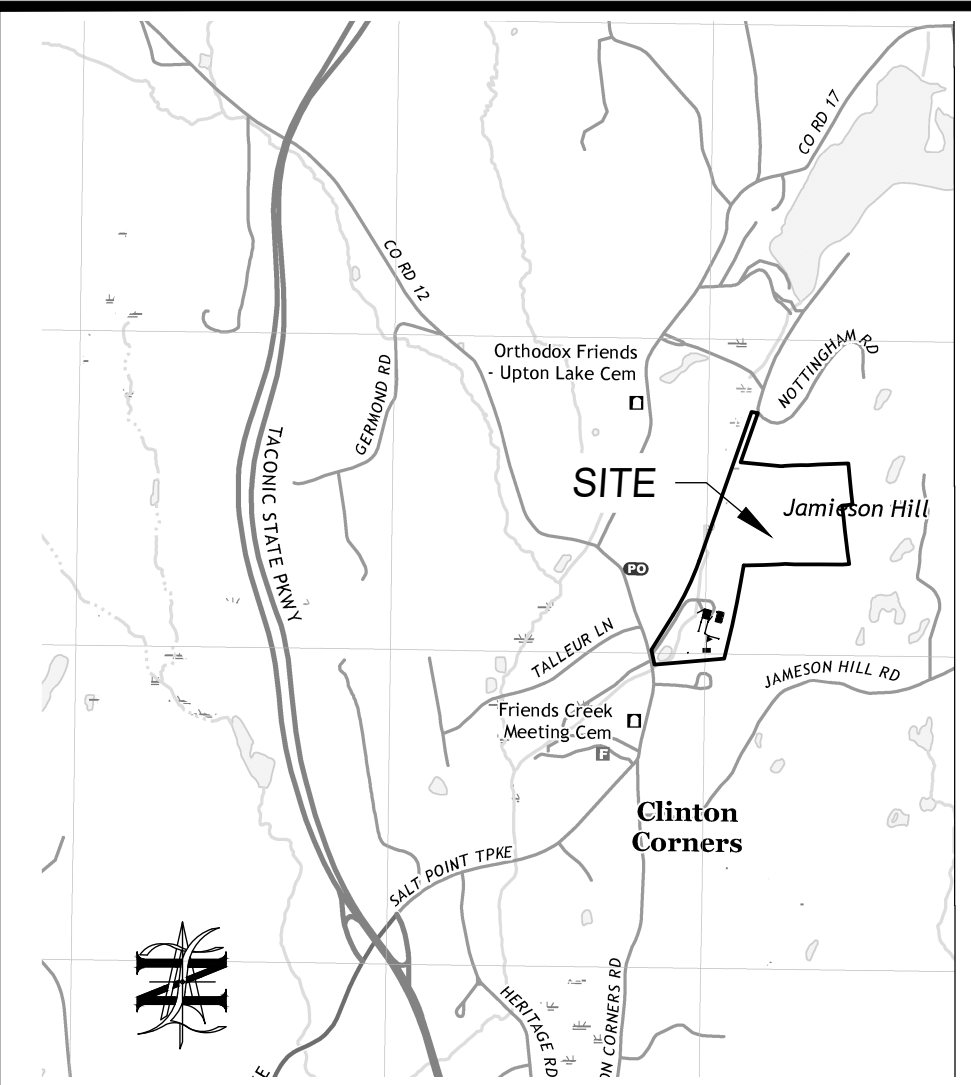 CO RD 17
CO RD 12
Orthodox Friends
- Upton Lake Cem
NOTTINGHAM RD
GERMOND RD
TACONIC STATE PKWY
SITE
Jamieson Hill
PO
TALLEUR LN
JAMESON HILL RD
Friends Creek
Meeting Cem
F
Clinton
Corners
SALT POINT TPKE
N
HERITAGE RD
ON CORNERS RD
E